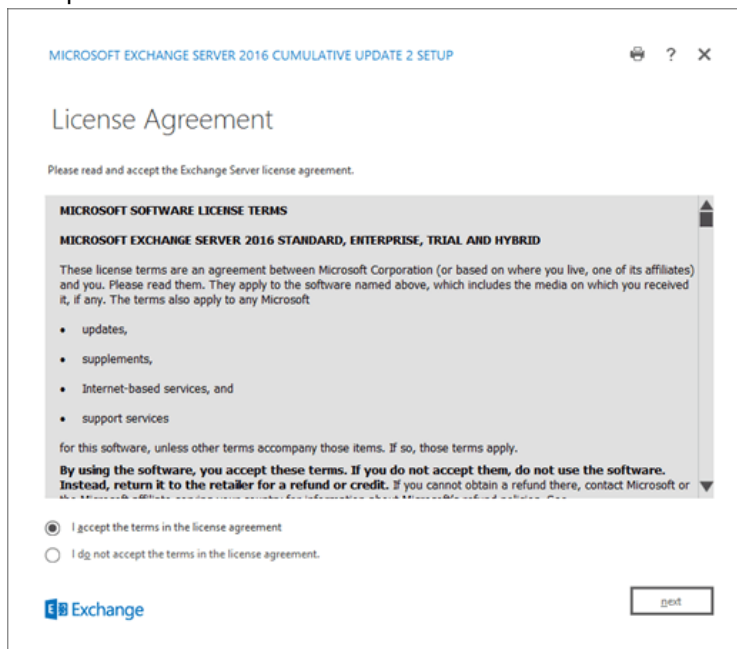 MICROSOFT EXCHANGE SERVER 2016 CUMULATIVE UPDATE 2 SETUP
?
License Agreement
Please read and accept the Exchange Server license agreement.
MICROSOFT SOFTWARE LICENSE TERMS
MICROSOFT EXCHANGE SERVER 2016 STANDARD, ENTERPRISE, TRIAL AND HYBRID
These license terms are an agreement between Microsoft Corporation (or based on where you live, one of its affiliates)
and you. Please read them. They apply to the software named above, which includes the media on which you received
it, if any. The terms also apply to any Microsoft
• updates,
• supplements,
• Internet-based services, and
• support services
for this software, unless other terms accompany those items. If so, those terms apply.
By using the software, you accept these terms. If you do not accept them, do not use the software.
Instead, return it to the retailer for a refund or credit. If you cannot obtain a refund there, contact Microsoft or
I accept the terms in the license agreement
I do not accept the terms in the license agreement.
E Exchange
next